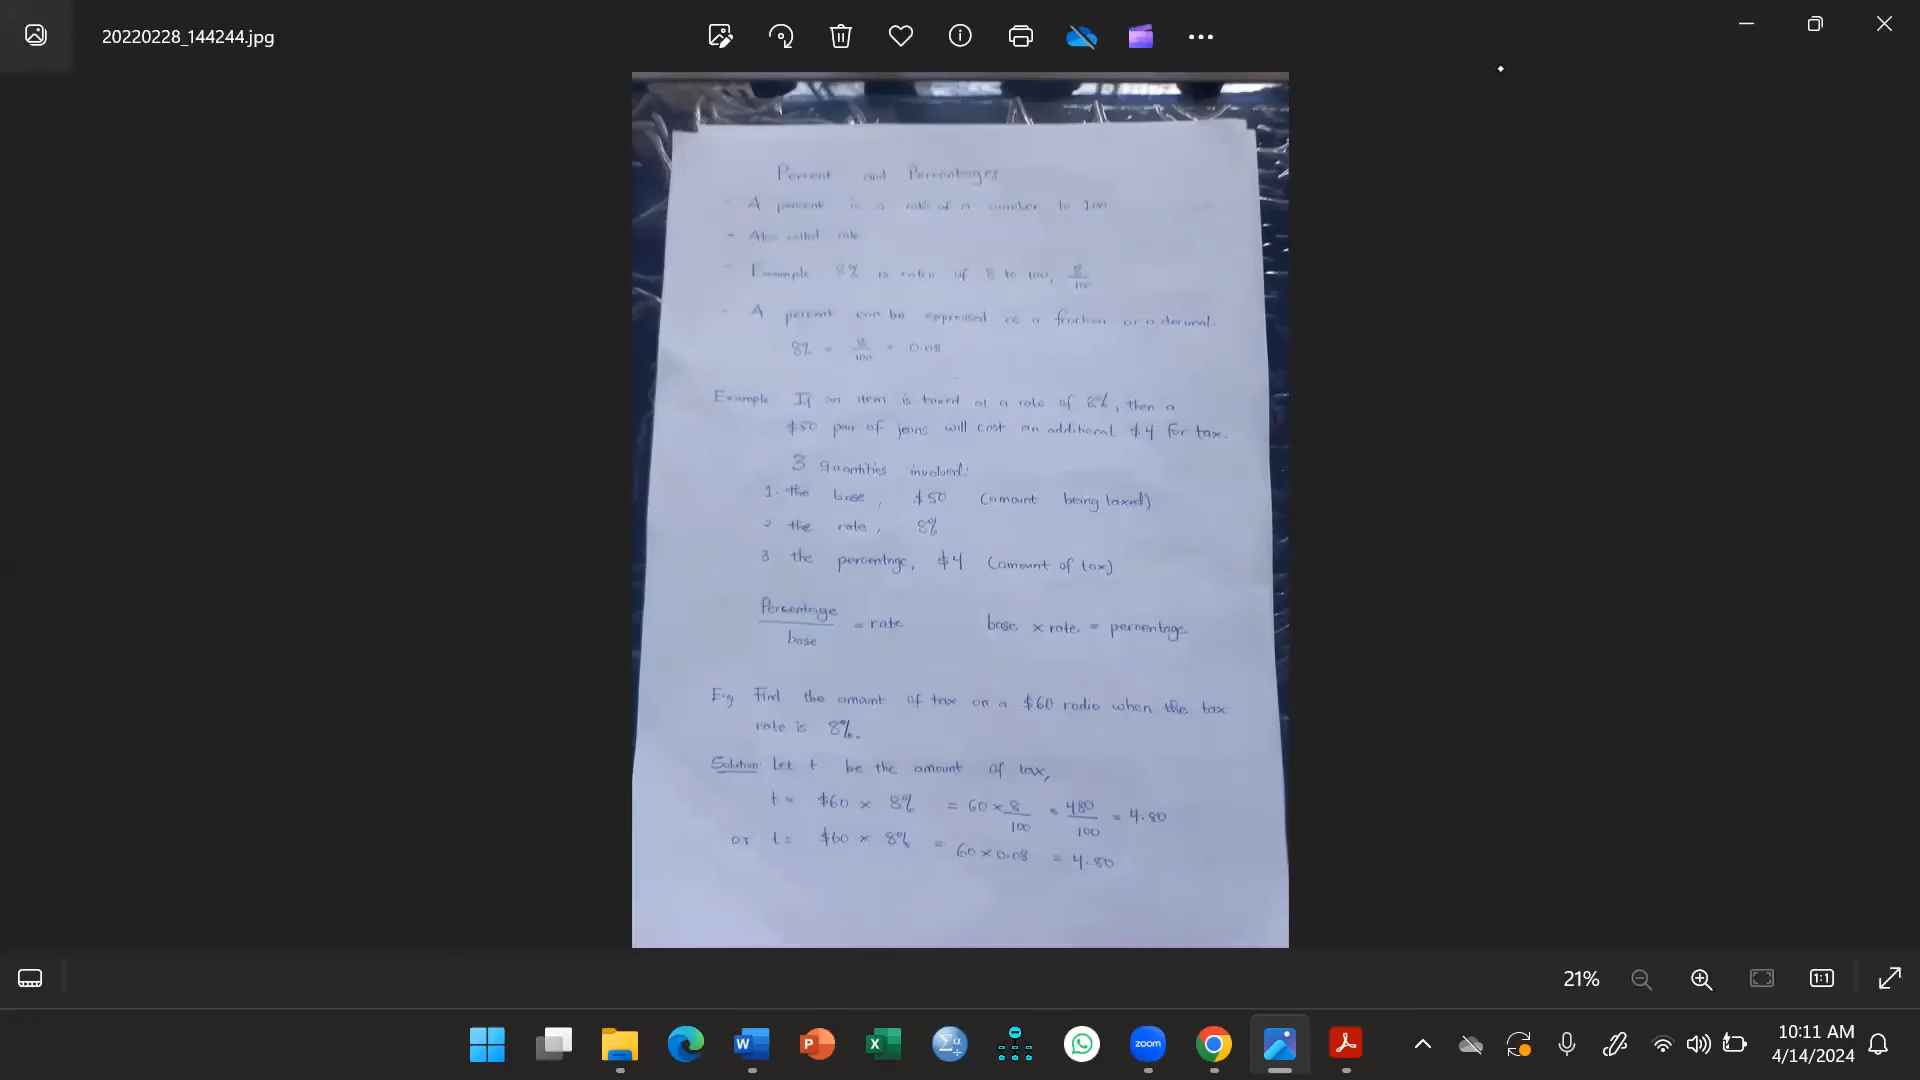 20220228_144244.jpg
Percent and Percentages
- A percent is a ratio of a number to 100
- Also called rate
- Example 8% is ratio of 8 to 100, 8/100
- A percent can be expressed as a fraction or a decimal.
8% = 8/100 = 0.08
Example If an item is taxed at a rate of 8%, then a
$50 pair of jeans will cost an additional $4 for tax.
3 quantities involved:
1. the base, $50 (amount being taxed)
2 the rate, 8%
3 the percentage, $4 (amount of tax)
Percentage/base = rate. base x rate. = percentage
E.g Find the amount of tax on a $60 radio when the tax
rate is 8%.
Solution Let t be the amount of tax,
t = $60 x 8% = 60 x 8/100 = 480/100 = 4.80
or t = $60 x 8% = 60 x 0.08 = 4.80
21%
1:1
W P X Σα÷ zoom
10:11 AM
4/14/2024